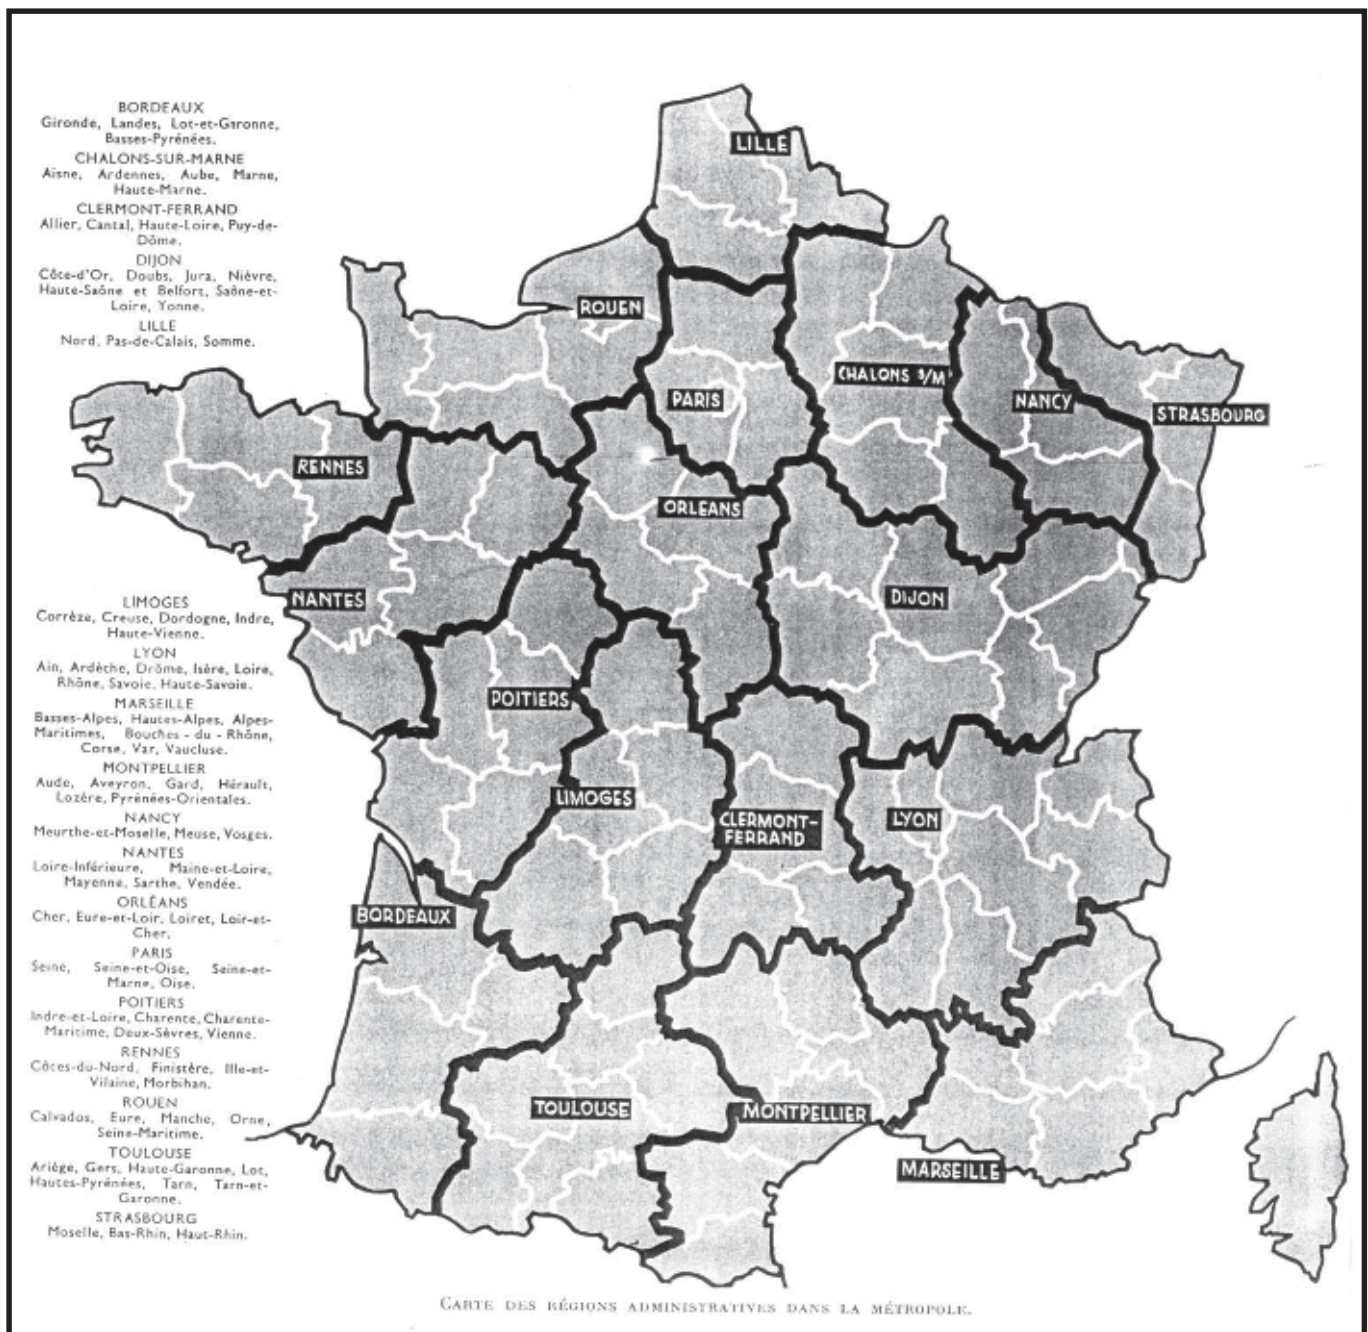 BORDEAUX
Gironde, Landes, Lot-et-Garonne,
Basses-Pyrénées.
CHALONS-SUR-MARNE
Aisne, Ardennes, Aube, Marne,
Haute-Marne.
CLERMONT-FERRAND
Allier, Cantal, Haute-Loire, Puy-de-
Dôme.
DIJON
Côte-d'Or, Doubs, Jura, Nièvre,
Haute-Saône et Belfort, Saône-et-
Loire, Yonne.
LILLE
Nord, Pas-de-Calais, Somme.
LIMOGES
Corrèze, Creuse, Dordogne, Indre,
Haute-Vienne.
LYON
Ain, Ardèche, Drôme, Isère, Loire,
Rhône, Savoie, Haute-Savoie.
MARSEILLE
Basses-Alpes, Hautes-Alpes, Alpes-
Maritimes, Bouches-du-Rhône,
Corse, Var, Vaucluse.
MONTPELLIER
Aude, Aveyron, Gard, Hérault,
Lozère, Pyrénées-Orientales.
NANCY
Meurthe-et-Moselle, Meuse, Vosges.
NANTES
Loire-Inférieure, Maine-et-Loire,
Mayenne, Sarthe, Vendée.
ORLÉANS
Cher, Eure-et-Loir, Loiret, Loir-et-
Cher.
PARIS
Seine, Seine-et-Oise, Seine-et-
Marne, Oise.
POITIERS
Indre-et-Loire, Charente, Charente-
Maritime, Deux-Sèvres, Vienne.
RENNES
Côtes-du-Nord, Finistère, Ille-et-
Vilaine, Morbihan.
ROUEN
Calvados, Eure, Manche, Orne,
Seine-Maritime.
TOULOUSE
Ariège, Gers, Haute-Garonne, Lot,
Hautes-Pyrénées, Tarn, Tarn-et-
Garonne.
STRASBOURG
Moselle, Bas-Rhin, Haut-Rhin.
LILLE
ROUEN
PARIS
CHALONS S/M
NANCY
STRASBOURG
RENNES
ORLEANS
NANTES
DIJON
POITIERS
LIMOGES
CLERMONT-
FERRAND
LYON
BORDEAUX
TOULOUSE
MONTPELLIER
MARSEILLE
CARTE DES RÉGIONS ADMINISTRATIVES DANS LA MÉTROPOLE.